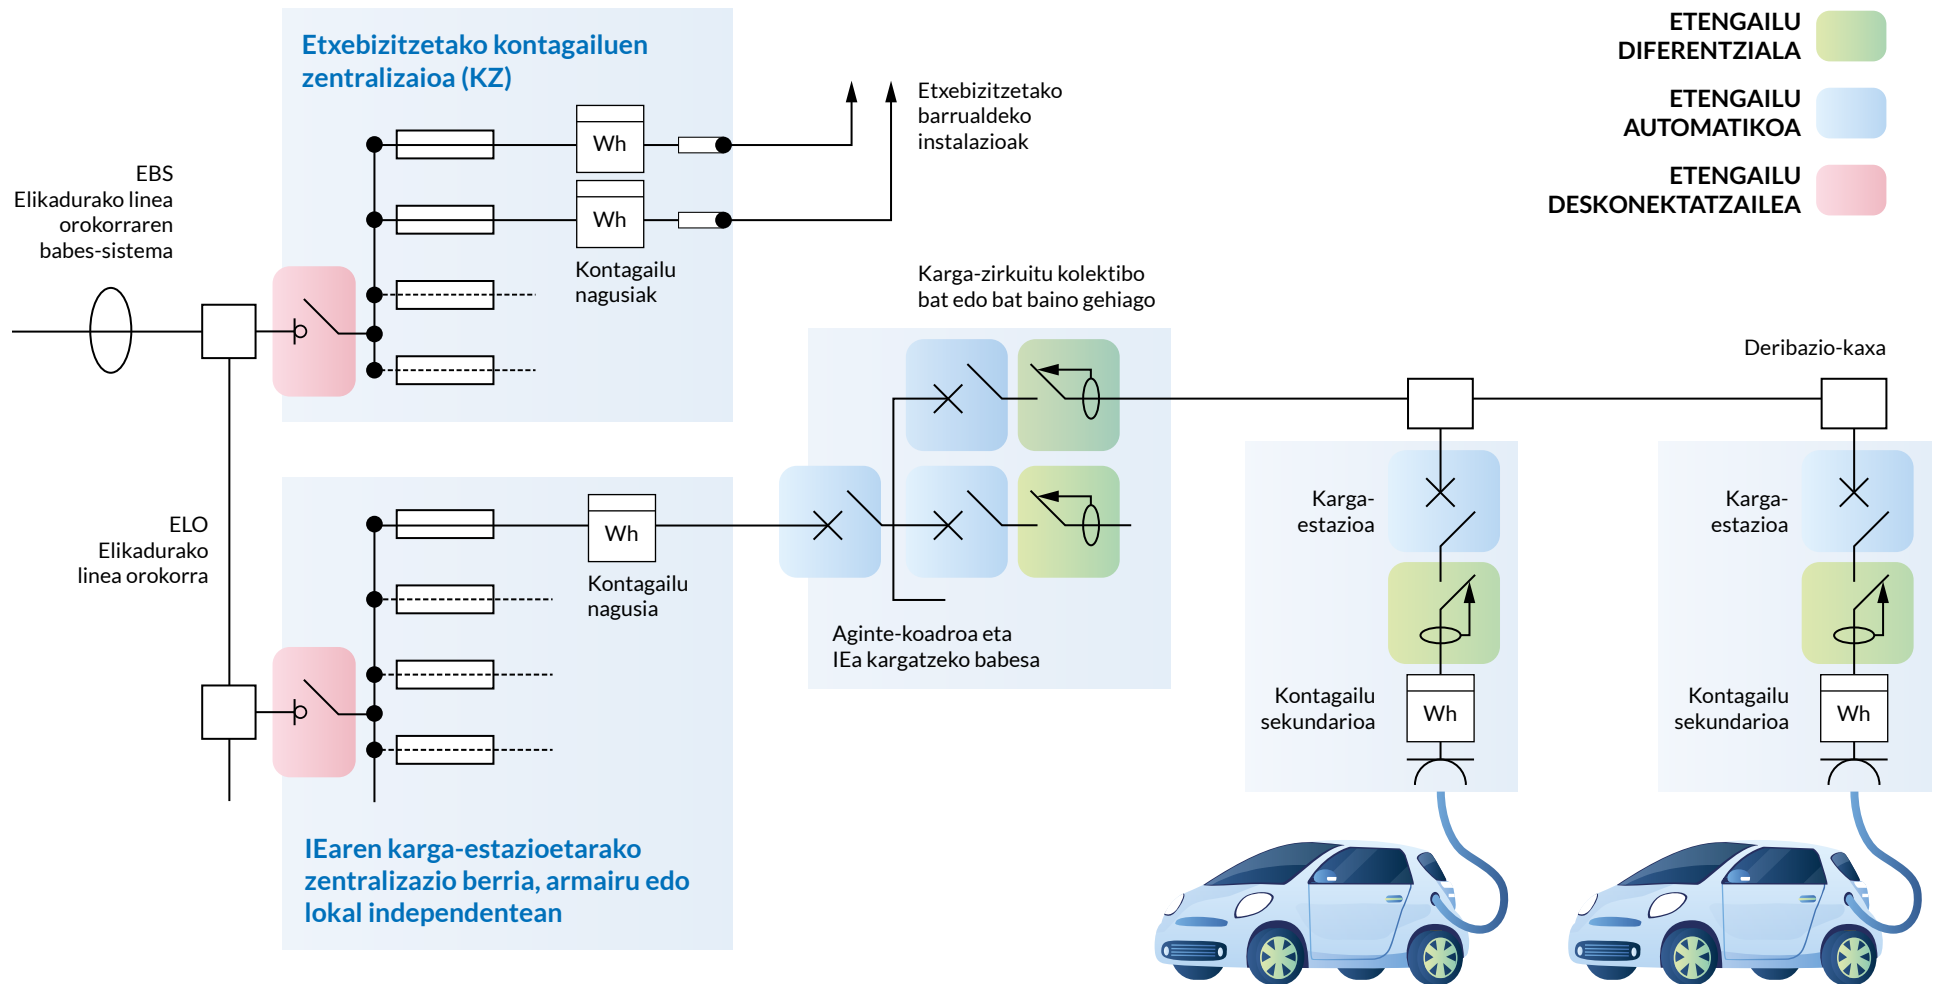 Etxebizitzetako kontagailuen
zentralizaioa (KZ)
ETENGAILU
DIFERENTZIALA
ETENGAILU
AUTOMATIKOA
ETENGAILU
DESKONEKTATZAILEA
Etxebizitzetako
barrualdeko
instalazioak
Wh
Wh
EBS
Elikadurako linea
orokorraren
babes-sistema
Kontagailu
nagusiak
Karga-zirkuitu kolektibo
bat edo bat baino gehiago
Deribazio-kaxa
ELO
Elikadurako
linea orokorra
Wh
Kontagailu
nagusia
Aginte-koadroa eta
IEa kargatzeko babesa
Karga-
estazioa
Karga-
estazioa
Kontagailu
sekundarioa
Wh
Kontagailu
sekundarioa
Wh
IEaren karga-estazioetarako
zentralizazio berria, armairu edo
lokal independentean